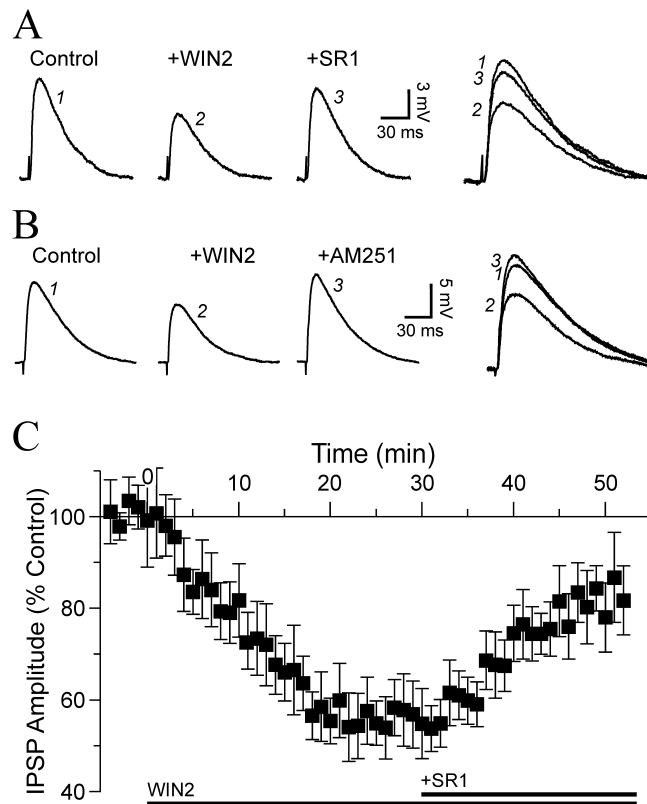 A
Control
+WIN2
+SR1
1
2
3
3 mV
30 ms
1
3
2
B
Control
+WIN2
+AM251
1
2
3
5 mV
30 ms
3
1
2
C
Time (min)
0 10 20 30 40 50
IPSP Amplitude (% Control)
100
80
60
40
WIN2
+SR1